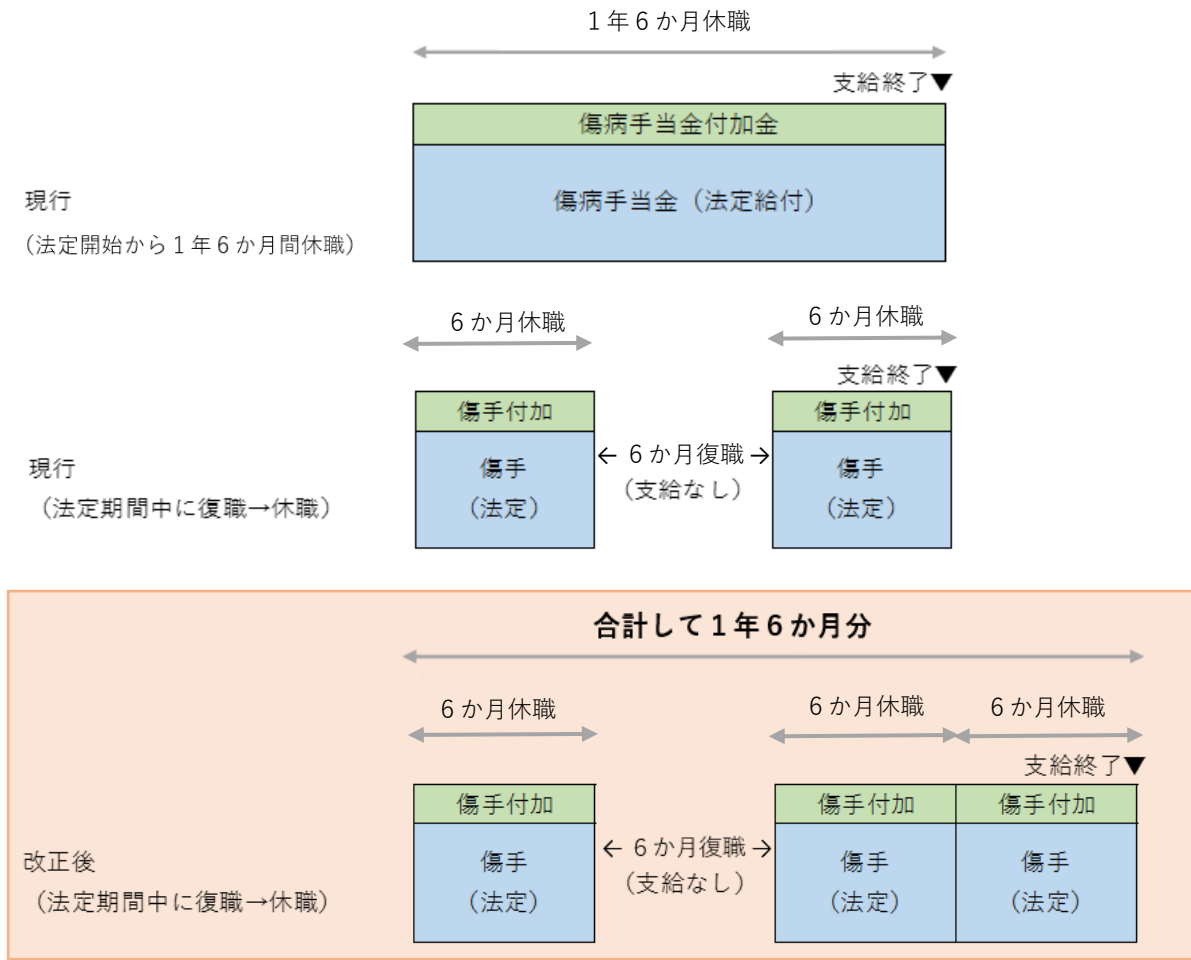 １年６か月休職
支給終了▼
傷病手当金付加金
現行
傷病手当金（法定給付）
（法定開始から１年６か月間休職）
６か月休職
６か月休職
支給終了▼
傷手付加
傷手付加
現行
（法定期間中に復職→休職）
傷手
（法定）
← ６か月復職 →
（支給なし）
傷手
（法定）
合計して１年６か月分
６か月休職
６か月休職
６か月休職
支給終了▼
傷手付加
傷手付加
傷手付加
改正後
（法定期間中に復職→休職）
傷手
（法定）
← ６か月復職 →
（支給なし）
傷手
（法定）
傷手
（法定）